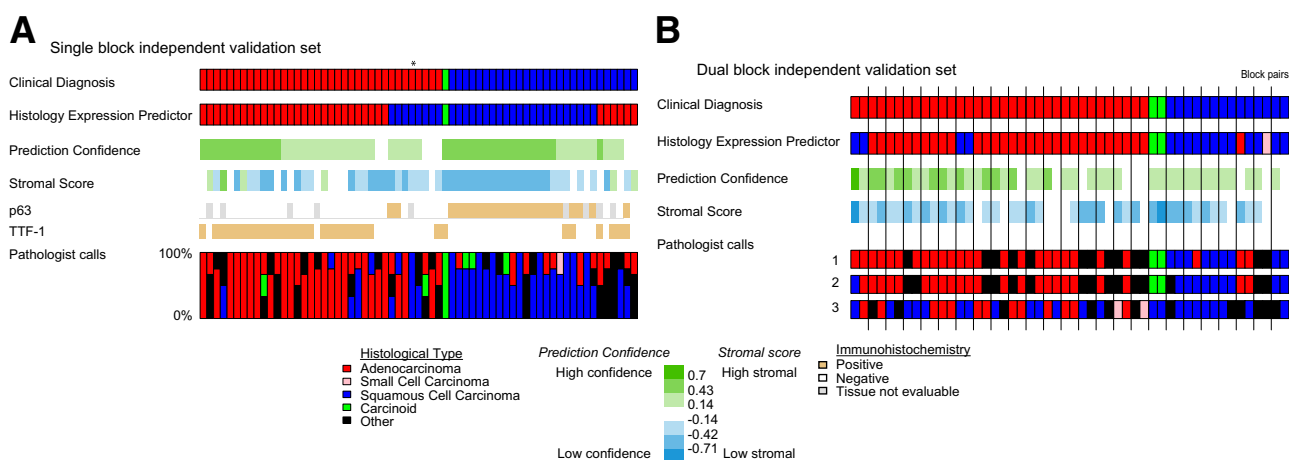 A
Single block independent validation set
*
Clinical Diagnosis
Histology Expression Predictor
Prediction Confidence
Stromal Score
p63
TTF-1
Pathologist calls
100%
0%
B
Dual block independent validation set
Block pairs
Clinical Diagnosis
Histology Expression Predictor
Prediction Confidence
Stromal Score
Pathologist calls
1
2
3
Histological Type
Adenocarcinoma
Small Cell Carcinoma
Squamous Cell Carcinoma
Carcinoid
Other
Prediction Confidence
High confidence
Low confidence
0.7
0.43
0.14
-0.14
-0.42
-0.71
Stromal score
High stromal
Low stromal
Immunohistochemistry
Positive
Negative
Tissue not evaluable